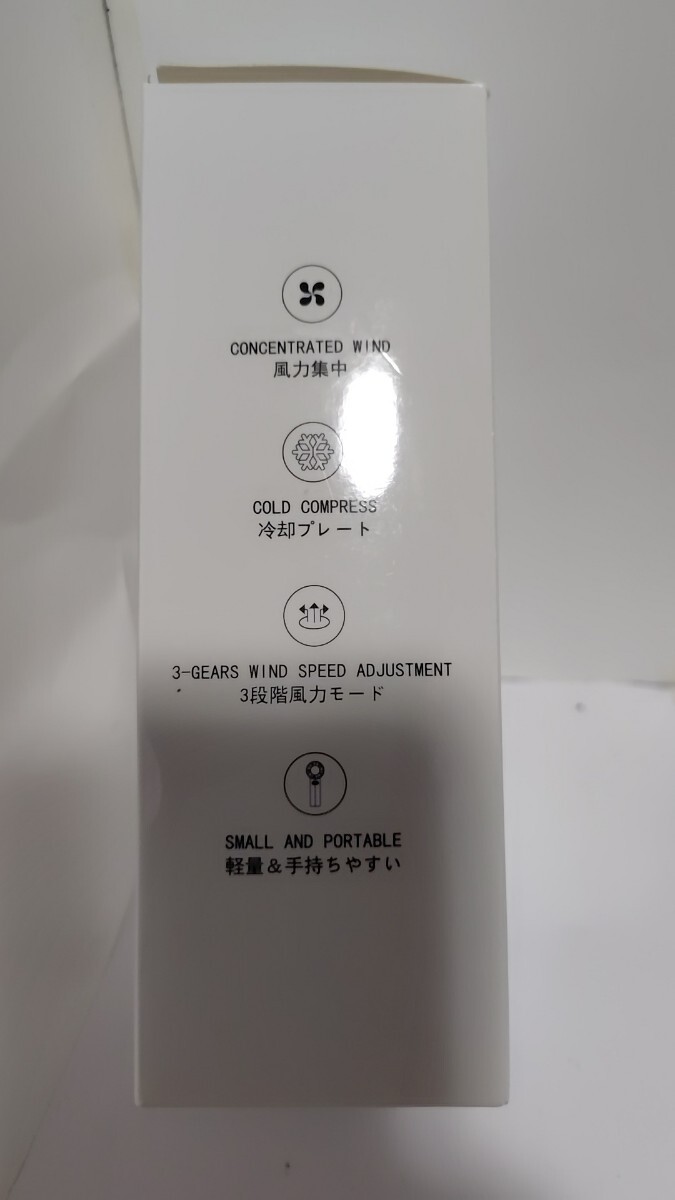 CONCENTRATED WIND
風力集中
COLD COMPRESS
冷却プレート
3-GEARS WIND SPEED ADJUSTMENT
3段階風力モード
SMALL AND PORTABLE
軽量＆手持ちやすい